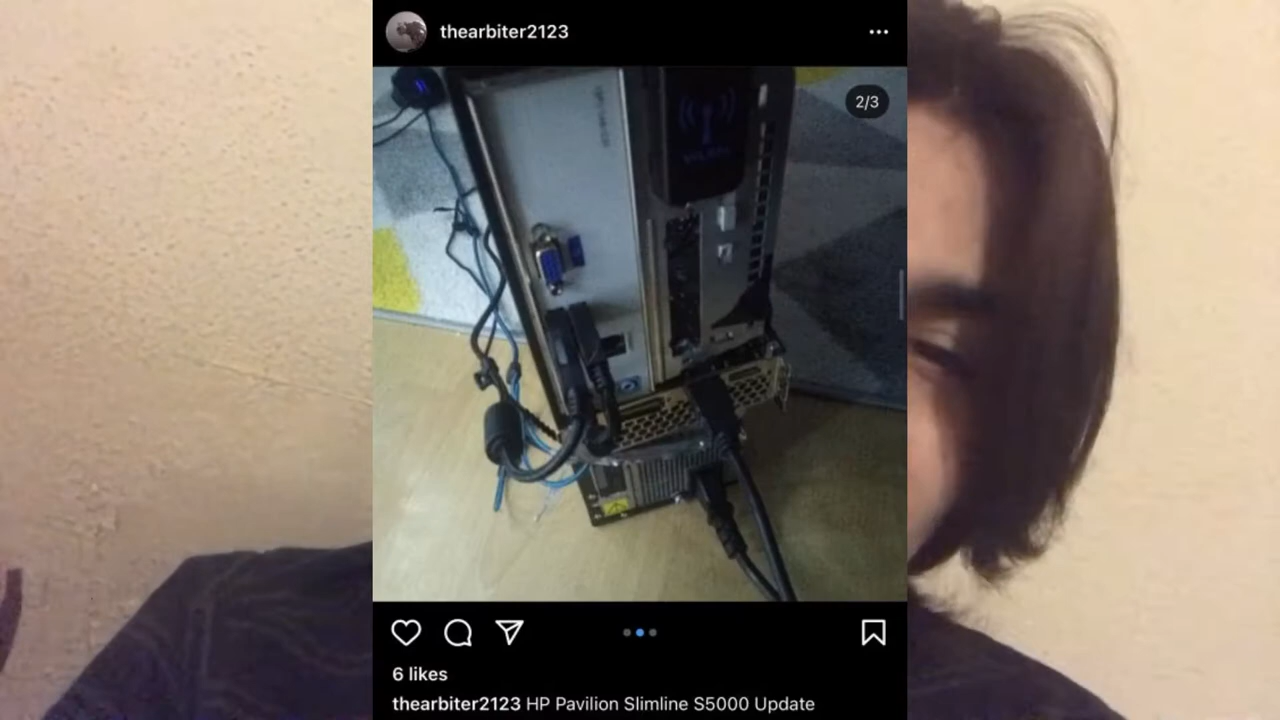 thearbiter2123
2/3
6 likes
thearbiter2123 HP Pavilion Slimline S5000 Update